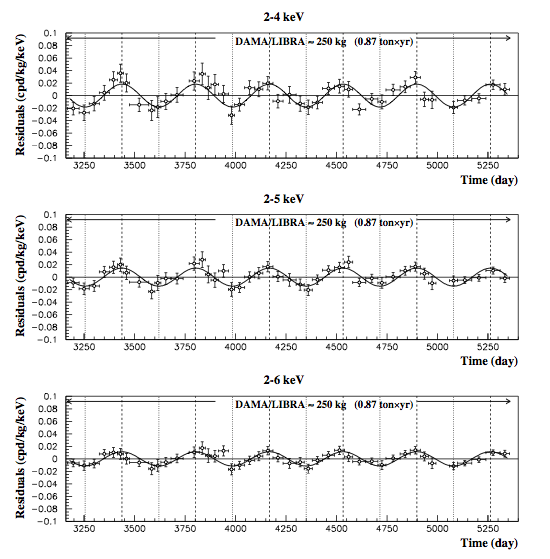 2-4 keV
DAMA/LIBRA ≈ 250 kg (0.87 ton×yr)
Residuals (cpd/kg/keV)
0.1
0.08
0.06
0.04
0.02
0
-0.02
-0.04
-0.06
-0.08
-0.1
3250 3500 3750 4000 4250 4500 4750 5000 5250
Time (day)
2-5 keV
DAMA/LIBRA ≈ 250 kg (0.87 ton×yr)
Residuals (cpd/kg/keV)
0.1
0.08
0.06
0.04
0.02
0
-0.02
-0.04
-0.06
-0.08
-0.1
3250 3500 3750 4000 4250 4500 4750 5000 5250
Time (day)
2-6 keV
DAMA/LIBRA ≈ 250 kg (0.87 ton×yr)
Residuals (cpd/kg/keV)
0.1
0.08
0.06
0.04
0.02
0
-0.02
-0.04
-0.06
-0.08
-0.1
3250 3500 3750 4000 4250 4500 4750 5000 5250
Time (day)